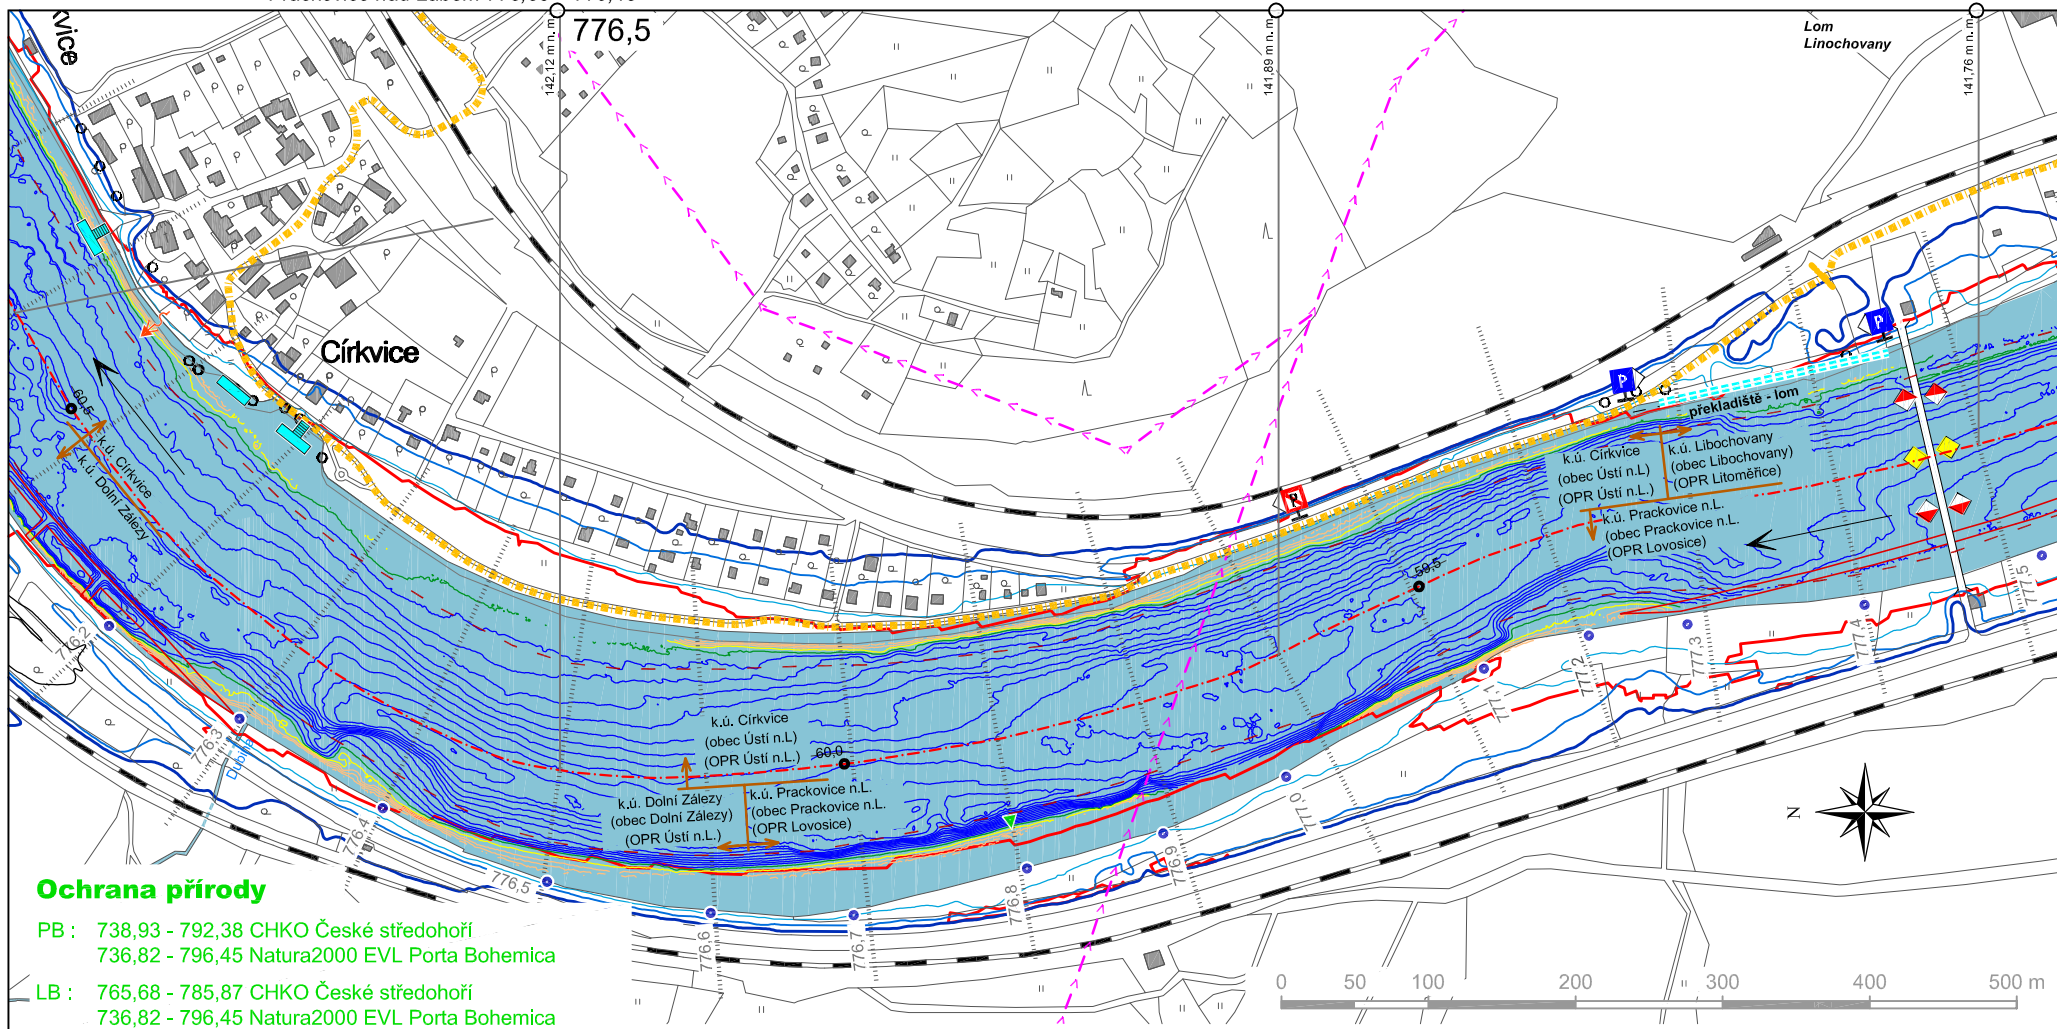 776,5
142,12 m n. m.
141,89 m n. m.
141,76 m n. m.
Lom
Linochovany
Církvice
60,5
k.ú. Církvice
k.ú. Dolní Zálezy
překladiště - lom
k.ú. Církvice
(obec Ústí n.L)
(OPR Ústí n.L.)
k.ú. Libochovany
(obec Libochovany)
(OPR Litoměřice)
k.ú. Prackovice n.L.
(obec Prackovice n.L.
(OPR Lovosice)
59,5
k.ú. Církvice
(obec Ústí n.L)
(OPR Ústí n.L.)
60,0
k.ú. Dolní Zálezy
(obec Dolní Zálezy)
(OPR Ústí n.L.)
k.ú. Prackovice n.L.
(obec Prackovice n.L.
(OPR Lovosice)
776,2
776,3
776,4
776,5
776,6
776,7
776,8
776,9
777,0
777,1
777,2
777,3
777,4
777,5
N
Ochrana přírody
PB : 738,93 - 792,38 CHKO České středohoří
736,82 - 796,45 Natura2000 EVL Porta Bohemica
LB : 765,68 - 785,87 CHKO České středohoří
736,82 - 796,45 Natura2000 EVL Porta Bohemica
0 50 100 200 300 400 500 m